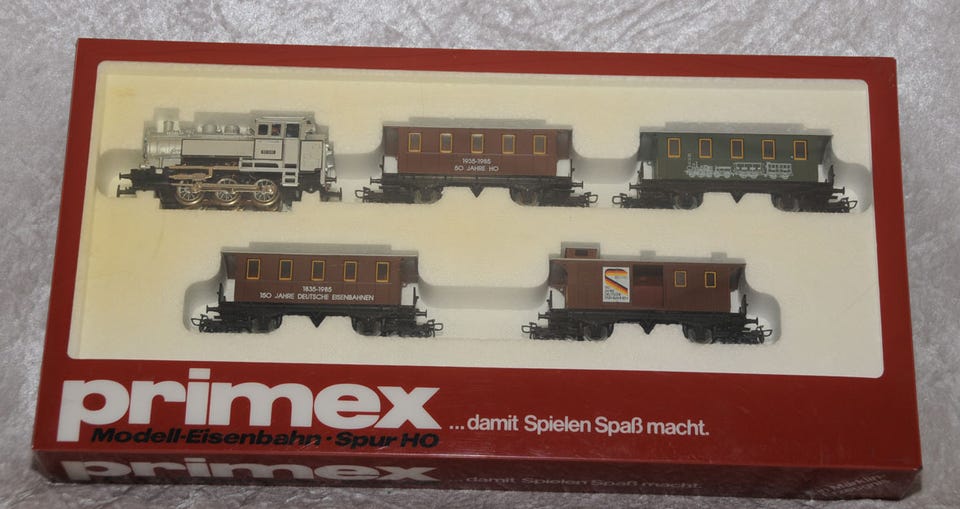 1935-1985
50 JAHRE HO
1835-1985
150 JAHRE DEUTSCHE EISENBAHNEN
primex
...damit Spielen Spaß macht.
Modell-Eisenbahn · Spur HO
primex
...damit Spielen Spaß macht.